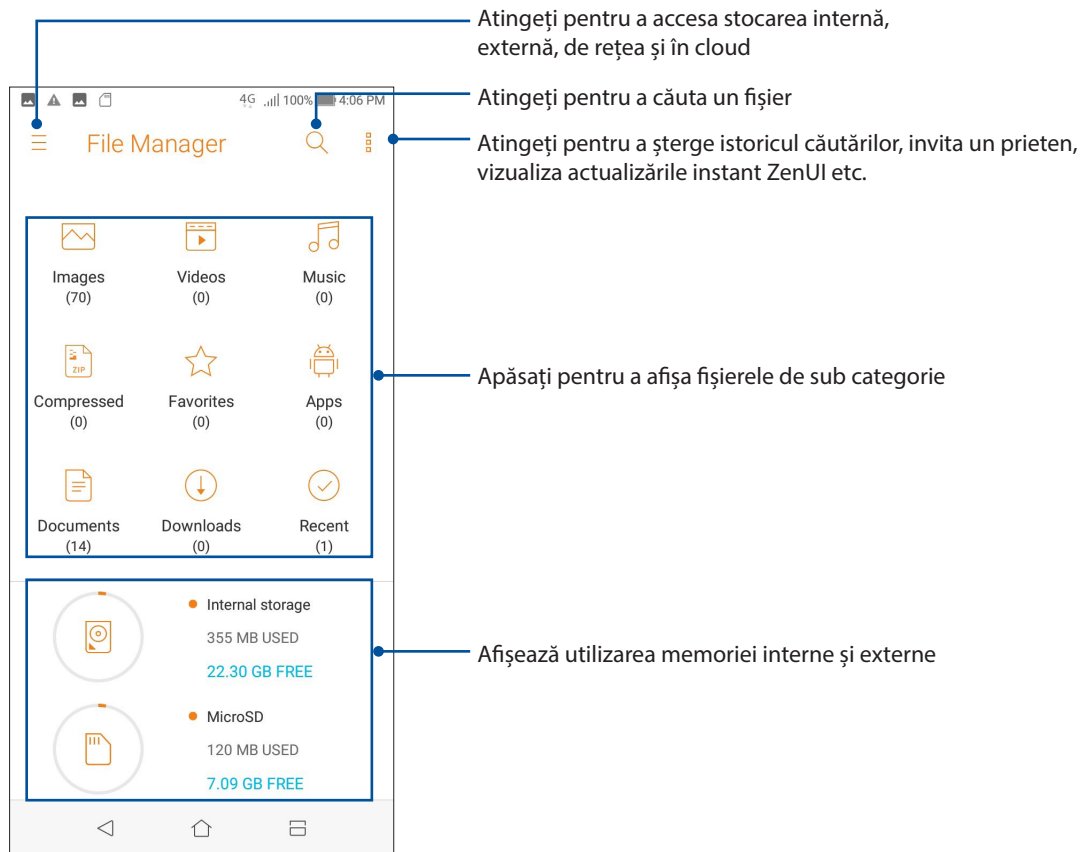 Atingeți pentru a accesa stocarea internă,
externă, de rețea și în cloud
4G 100% 4:06 PM
Atingeți pentru a căuta un fișier
File Manager
Atingeți pentru a șterge istoricul căutărilor, invita un prieten,
vizualiza actualizările instant ZenUI etc.
Images Videos Music
(70) (0) (0)
ZIP
Apăsați pentru a afișa fișierele de sub categorie
Compressed Favorites Apps
(0) (0) (0)
Documents Downloads Recent
(14) (0) (1)
Internal storage
355 MB USED
Afișează utilizarea memoriei interne și externe
22.30 GB FREE
MicroSD
120 MB USED
7.09 GB FREE